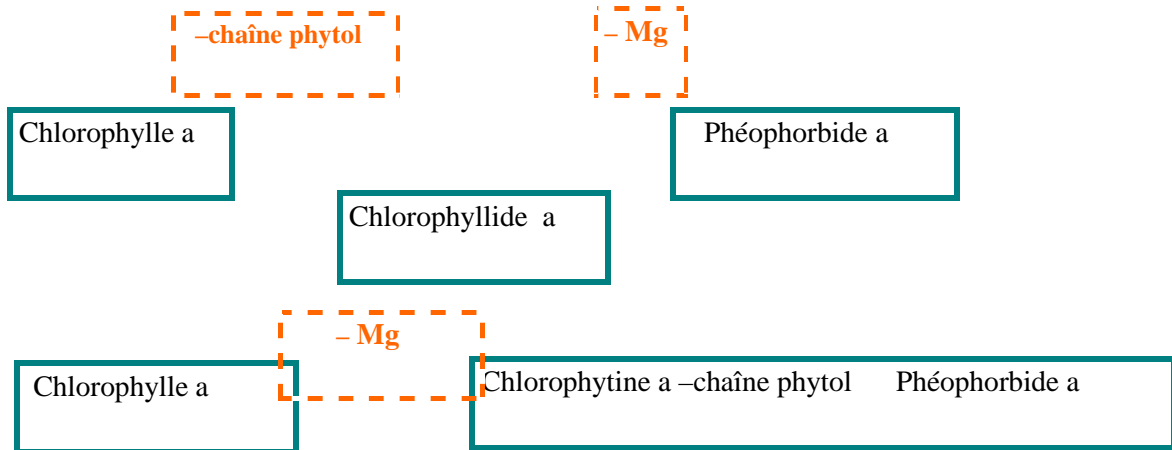 –chaîne phytol
– Mg
Chlorophylle a
Phéophorbide a
Chlorophyllide a
– Mg
Chlorophylle a
Chlorophytine a –chaîne phytol Phéophorbide a